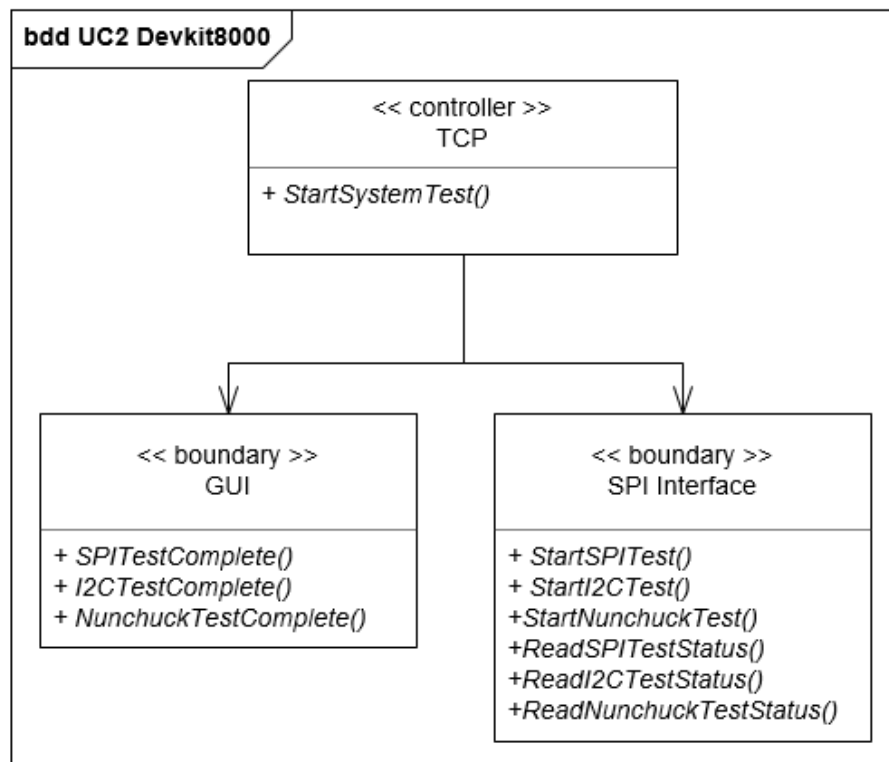 bdd UC2 Devkit8000
<< controller >>
TCP
+ StartSystemTest()
<< boundary >>
GUI
+ SPITestComplete()
+ I2CTestComplete()
+ NunchuckTestComplete()
<< boundary >>
SPI Interface
+ StartSPITest()
+ StartI2CTest()
+StartNunchuckTest()
+ReadSPITestStatus()
+ReadI2CTestStatus()
+ReadNunchuckTestStatus()